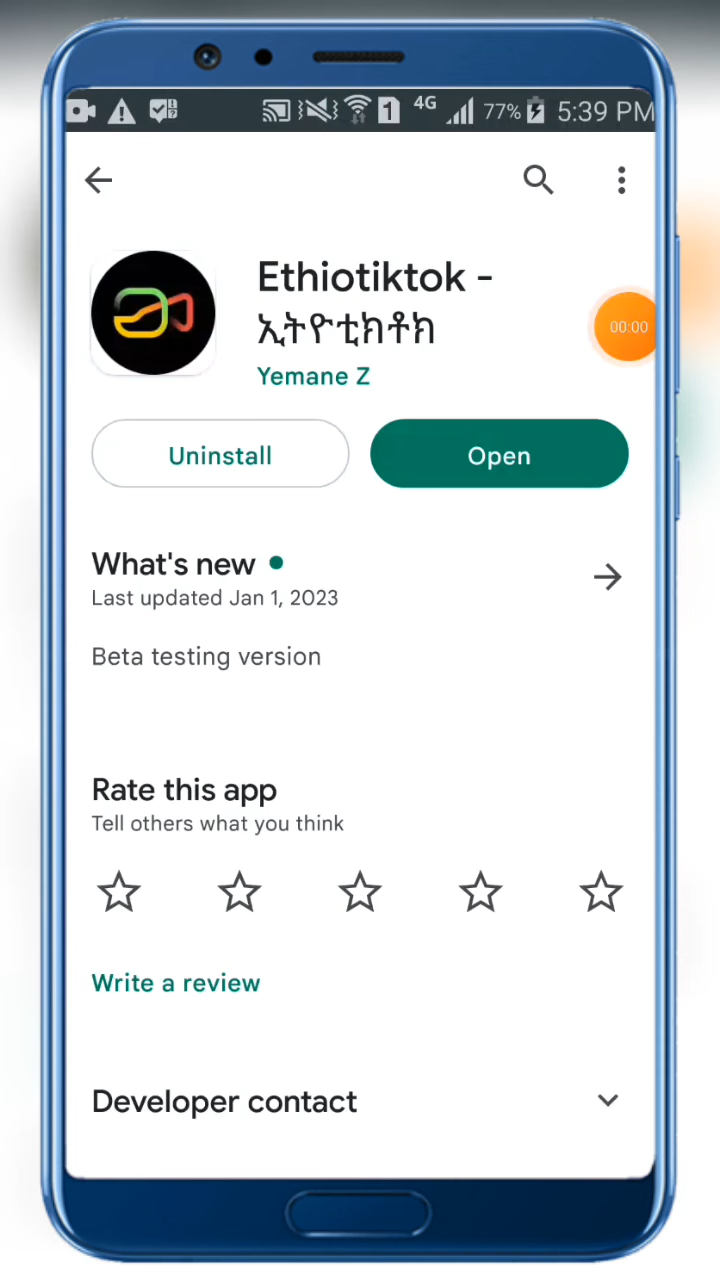 4G 77% 5:39 PM
Ethiotiktok -
ኢትዮቲክቶክ
00:00
Yemane Z
Uninstall
Open
What's new
Last updated Jan 1, 2023
Beta testing version
Rate this app
Tell others what you think
Write a review
Developer contact